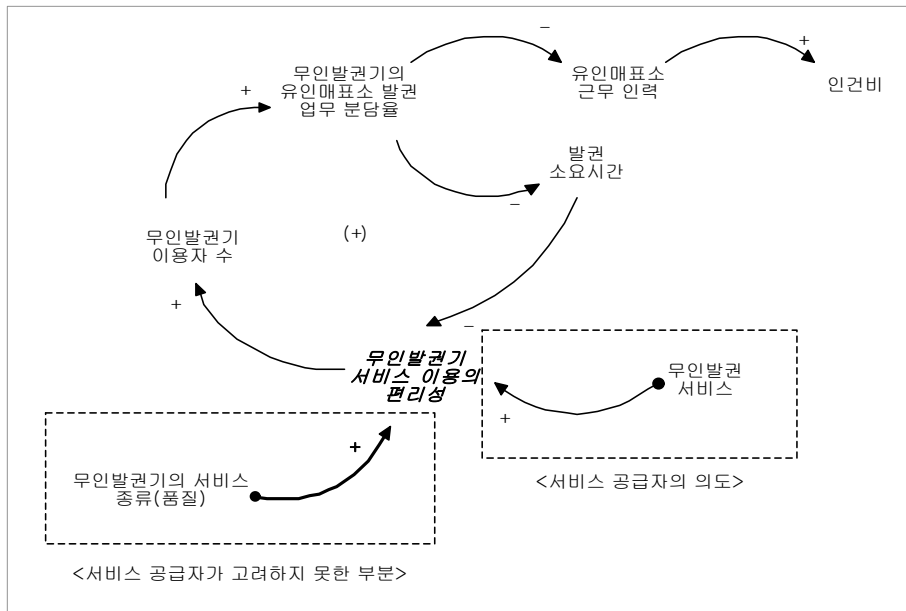 무인발권기의
유인매표소 발권
업무 분담율
유인매표소
근무 인력
인건비
발권
소요시간
무인발권기
이용자 수
무인발권기
서비스 이용의
편리성
무인발권
서비스
무인발권기의 서비스
종류(품질)
<서비스 공급자의 의도>
<서비스 공급자가 고려하지 못한 부분>
+
−
+
−
(+)
+
−
+
+